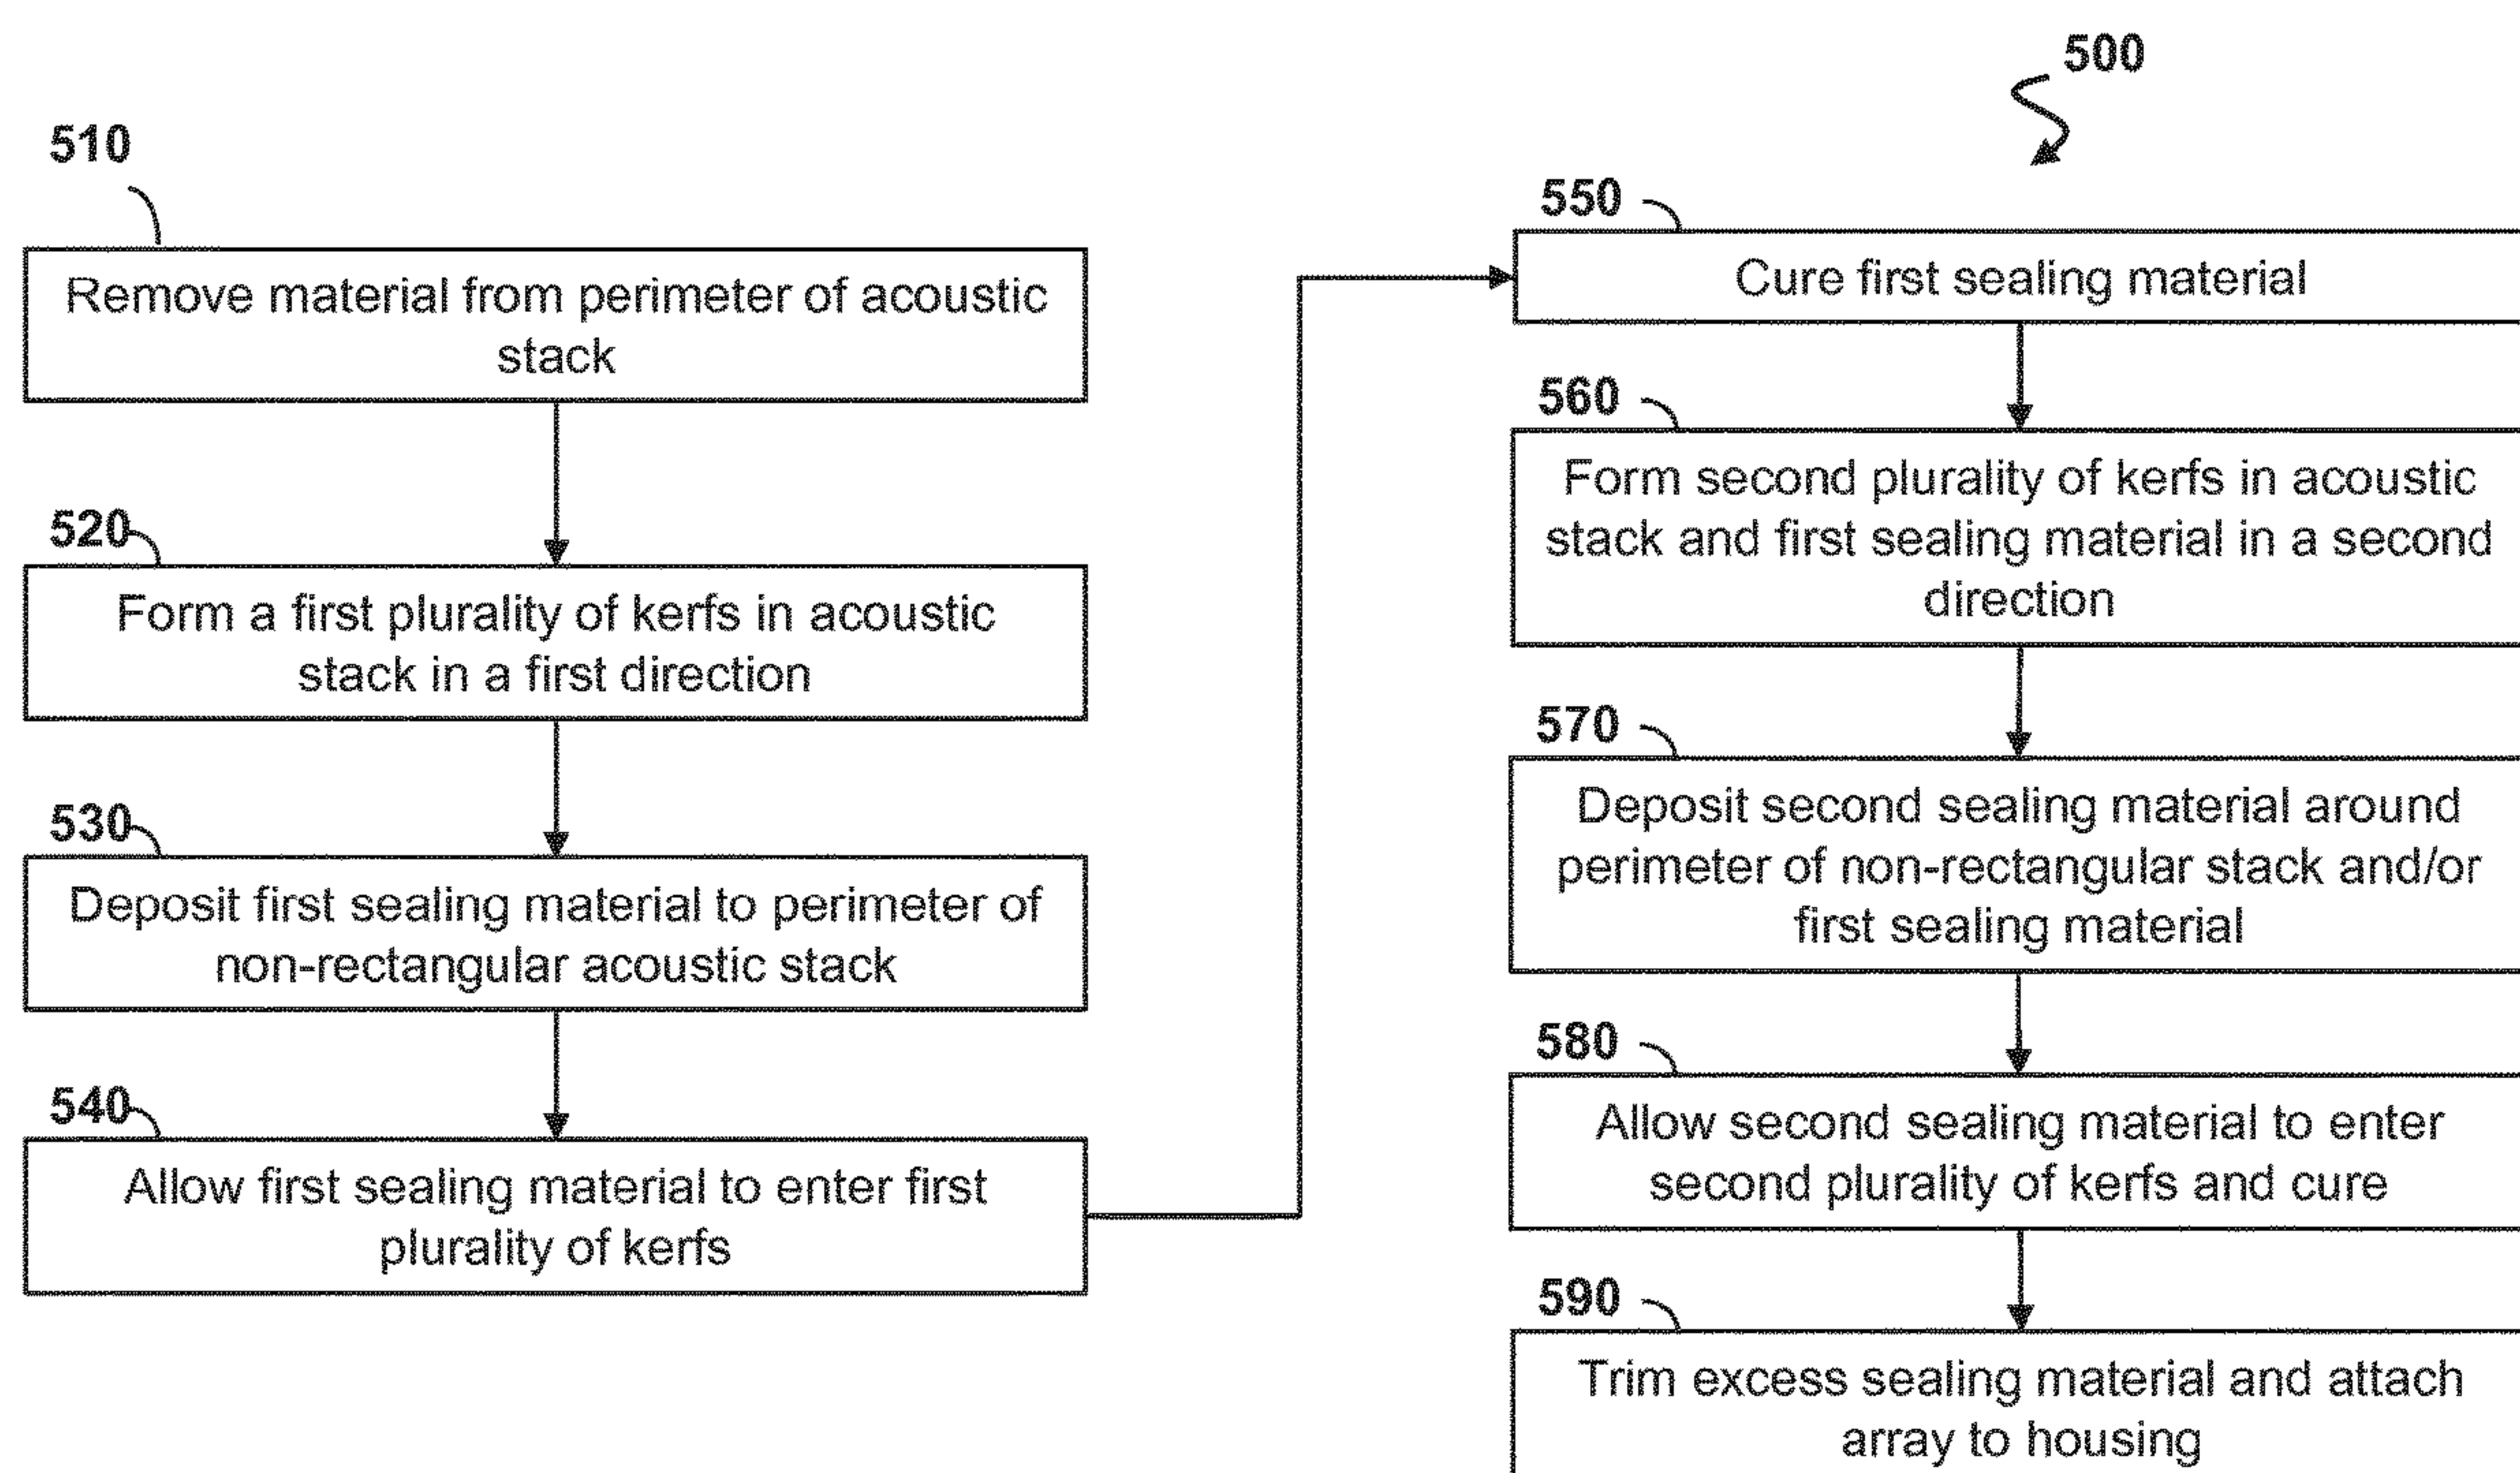 500
510
Remove material from perimeter of acoustic
stack
520
Form a first plurality of kerfs in acoustic
stack in a first direction
530
Deposit first sealing material to perimeter of
non-rectangular acoustic stack
540
Allow first sealing material to enter first
plurality of kerfs
550
Cure first sealing material
560
Form second plurality of kerfs in acoustic
stack and first sealing material in a second
direction
570
Deposit second sealing material around
perimeter of non-rectangular stack and/or
first sealing material
580
Allow second sealing material to enter
second plurality of kerfs and cure
590
Trim excess sealing material and attach
array to housing